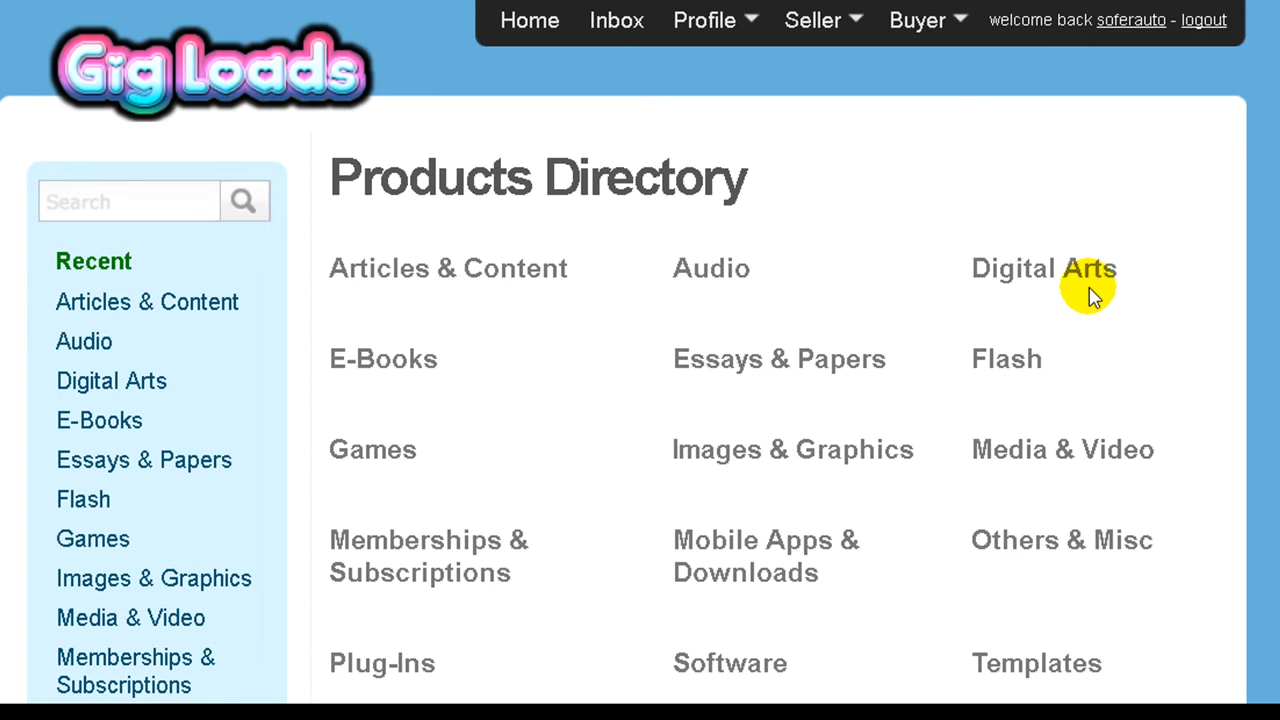 Home Inbox Profile Seller Buyer welcome back soferauto - logout
Gig Loads
Products Directory
Search
Recent
Articles & Content
Audio
Digital Arts
E-Books
Essays & Papers
Flash
Games
Images & Graphics
Media & Video
Memberships &
Subscriptions
Articles & Content Audio Digital Arts
E-Books Essays & Papers Flash
Games Images & Graphics Media & Video
Memberships & Mobile Apps & Others & Misc
Subscriptions Downloads
Plug-Ins Software Templates